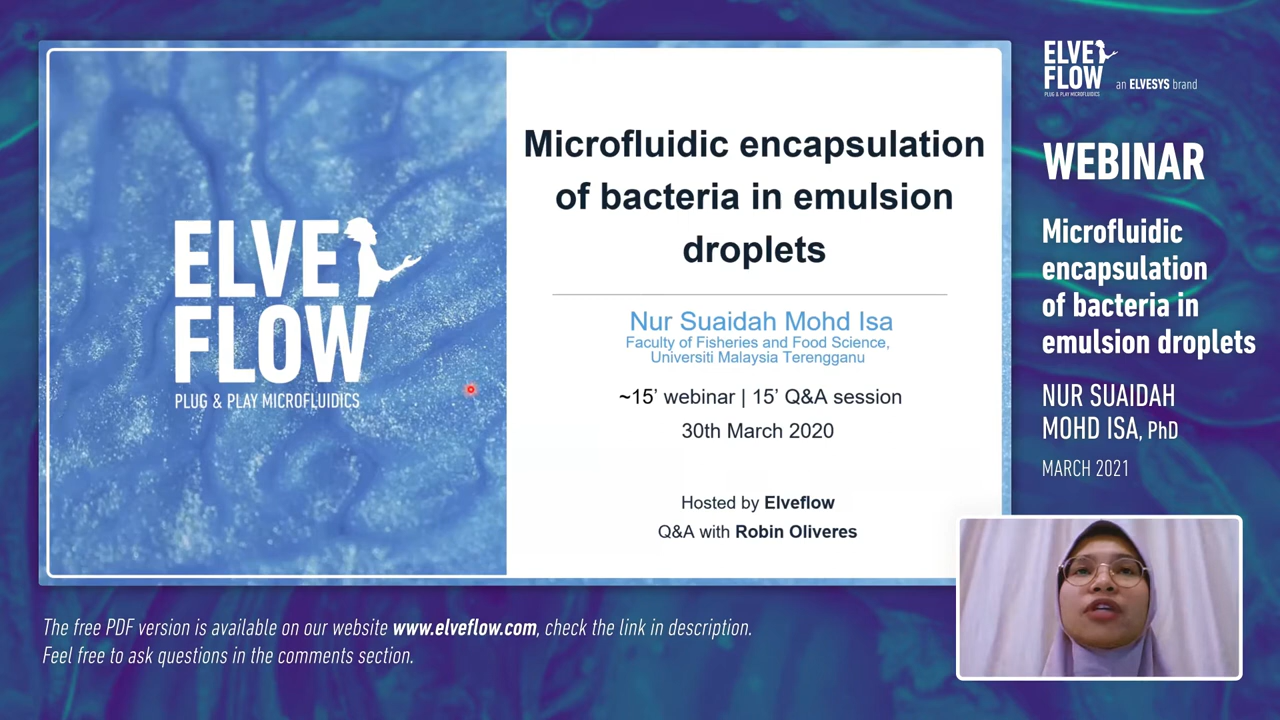 ELVE
FLOW
PLUG & PLAY MICROFLUIDICS
Microfluidic encapsulation
of bacteria in emulsion
droplets
Nur Suaidah Mohd Isa
Faculty of Fisheries and Food Science,
Universiti Malaysia Terengganu
~15’ webinar | 15’ Q&A session
30th March 2020
Hosted by Elveflow
Q&A with Robin Oliveres
ELVE
FLOW
PLUG & PLAY MICROFLUIDICS
an ELVESYS brand
WEBINAR
Microfluidic
encapsulation
of bacteria in
emulsion droplets
NUR SUAIDAH
MOHD ISA, PhD
MARCH 2021
The free PDF version is available on our website www.elveflow.com, check the link in description.
Feel free to ask questions in the comments section.